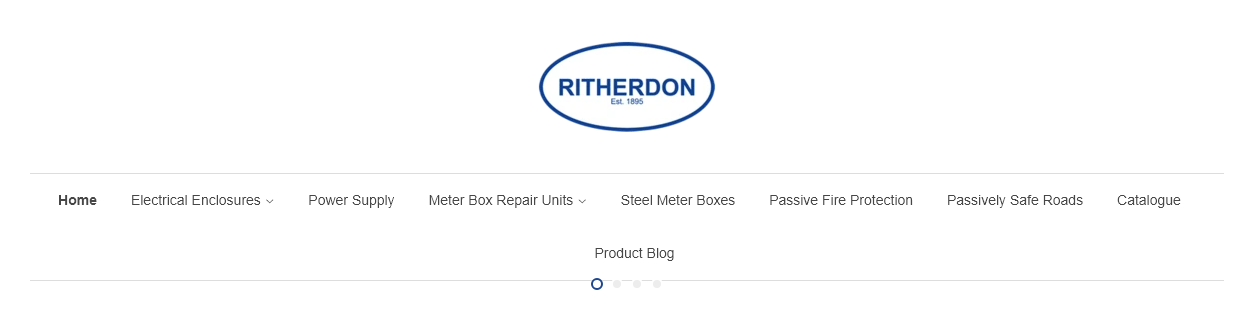 RITHERDON
Est. 1895
Home Electrical Enclosures Power Supply Meter Box Repair Units Steel Meter Boxes Passive Fire Protection Passively Safe Roads Catalogue
Product Blog